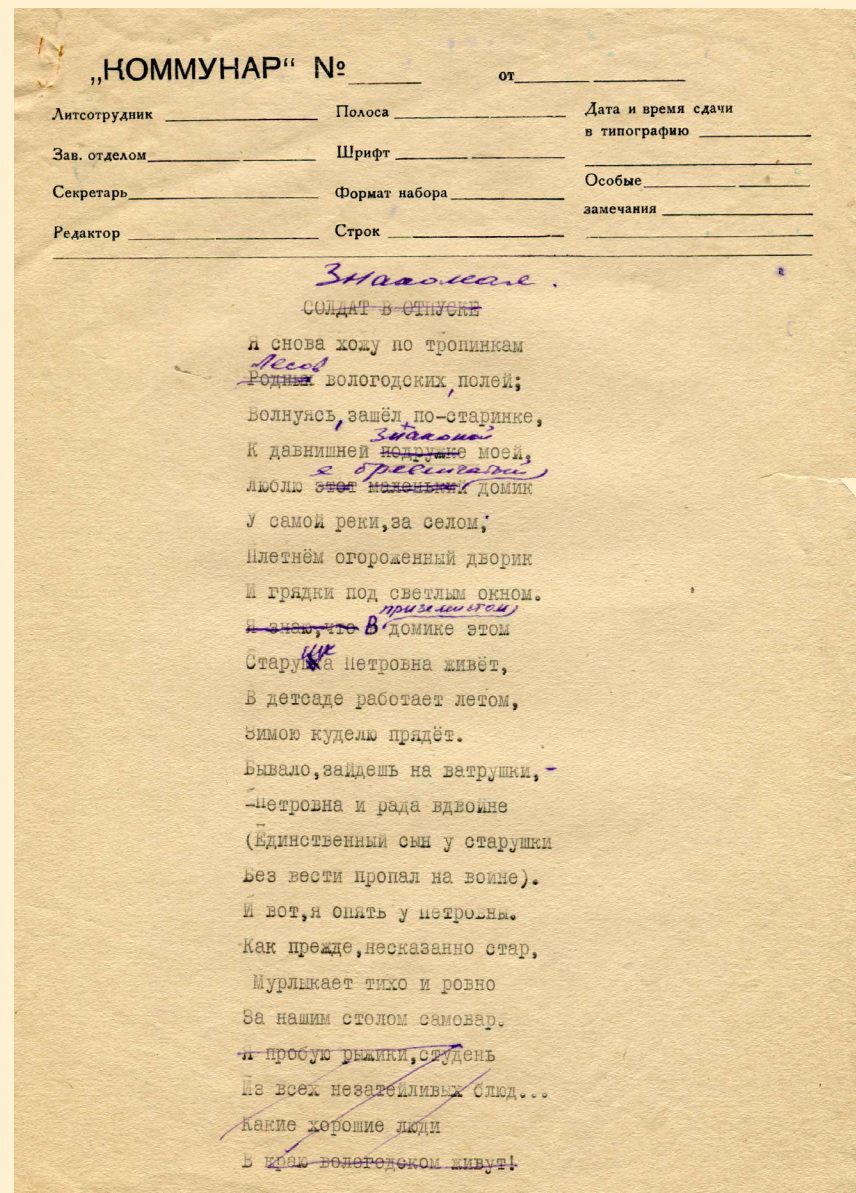 „КОММУНАР“ № от
Литсотрудник Полоса Дата и время сдачи
в типографию
Зав. отделом Шрифт
Секретарь Формат набора Особые
замечания
Редактор Строк
Знакомая.
СОЛДАТ В ОТПУСКЕ
Я снова хожу по тропинкам
Лесов
Родных вологодских, полей;
Волнуясь, зашёл, по-старинке,
знакомой
К давнишней подружке моей.
бревенчатый
Люблю этот маленький домик
У самой реки,за селом,
Плетнём огороженный дворик
И грядки под светлым окном.
приземистом
Я знаю,что В домике этом
Старушка Петровна живёт,
В детсаде работает летом,
Зимою куделю прядёт.
Бывало,зайдешь на ватрушки,-
-Петровна и рада вдвойне
(Единственный сын у старушки
Без вести пропал на войне).
И вот,я опять у Петровны.
Как прежде,несказанно стар,
Мурлыкает тихо и ровно
За нашим столом самовар.
Я пробую рыжики,студень
Из всех незатейливых блюд...
Какие хорошие люди
В краю вологодском живут!